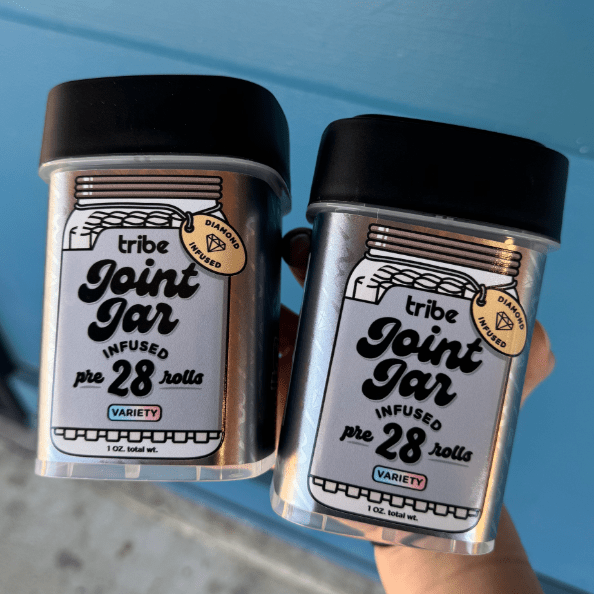 tribe
DIAMOND
INFUSED
Joint
Jar
INFUSED
pre 28 rolls
VARIETY
1 OZ. total wt.
tribe
DIAMOND
INFUSED
Joint
Jar
INFUSED
pre 28 rolls
VARIETY
1 OZ. total wt.